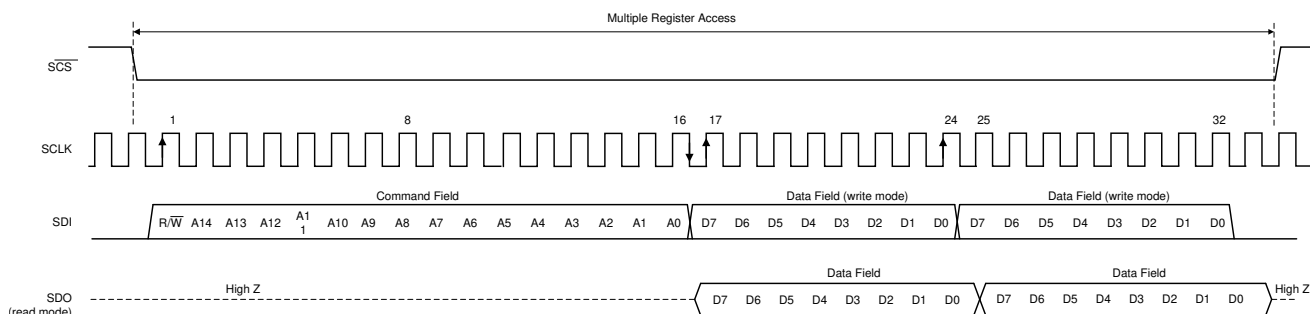 Multiple Register Access
SCS
1 8 16 17 24 25 32
SCLK
Command Field Data Field (write mode) Data Field (write mode)
SDI R/W A14 A13 A12 A1 A10 A9 A8 A7 A6 A5 A4 A3 A2 A1 A0 D7 D6 D5 D4 D3 D2 D1 D0 D7 D6 D5 D4 D3 D2 D1 D0
1
Data Field Data Field
High Z High Z
SDO D7 D6 D5 D4 D3 D2 D1 D0 D7 D6 D5 D4 D3 D2 D1 D0
(read mode)